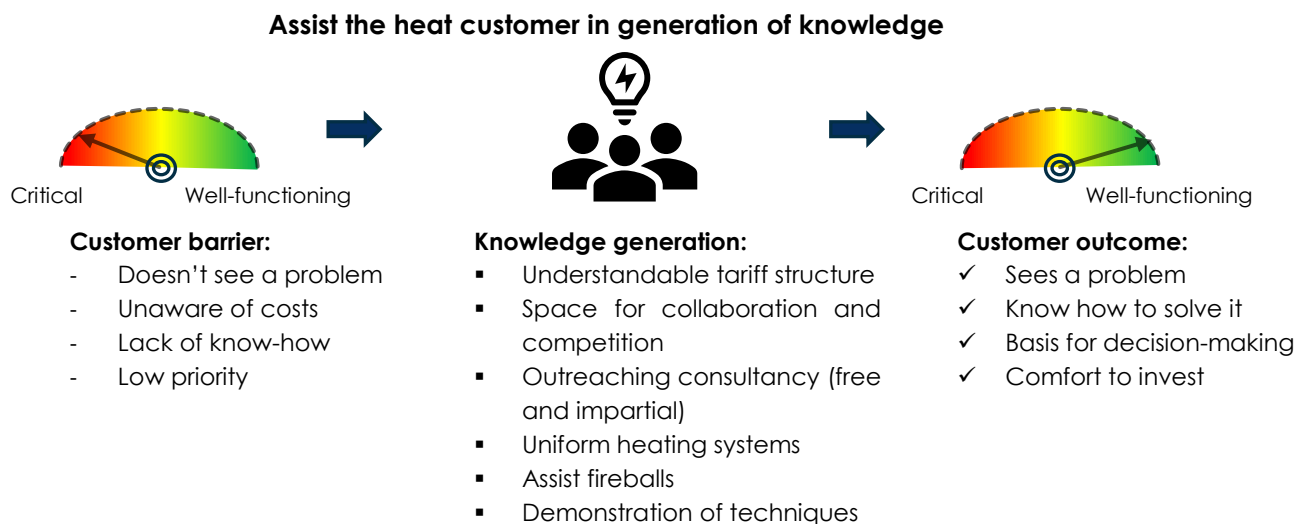 Assist the heat customer in generation of knowledge
Critical
Well-functioning
Critical
Well-functioning
Customer barrier:
- Doesn’t see a problem
- Unaware of costs
- Lack of know-how
- Low priority
Knowledge generation:
▪ Understandable tariff structure
▪ Space for collaboration and
competition
▪ Outreaching consultancy (free
and impartial)
▪ Uniform heating systems
▪ Assist fireballs
▪ Demonstration of techniques
Customer outcome:
✓ Sees a problem
✓ Know how to solve it
✓ Basis for decision-making
✓ Comfort to invest